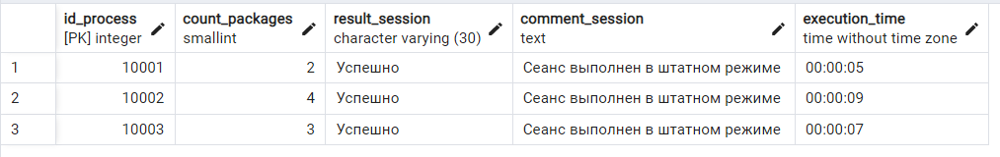 id_process count_packages result_session comment_session execution_time
[PK] integer smallint character varying (30) text time without time zone
1 10001 2 Успешно Сеанс выполнен в штатном режиме 00:00:05
2 10002 4 Успешно Сеанс выполнен в штатном режиме 00:00:09
3 10003 3 Успешно Сеанс выполнен в штатном режиме 00:00:07